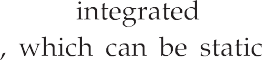 integrated
, which can be static